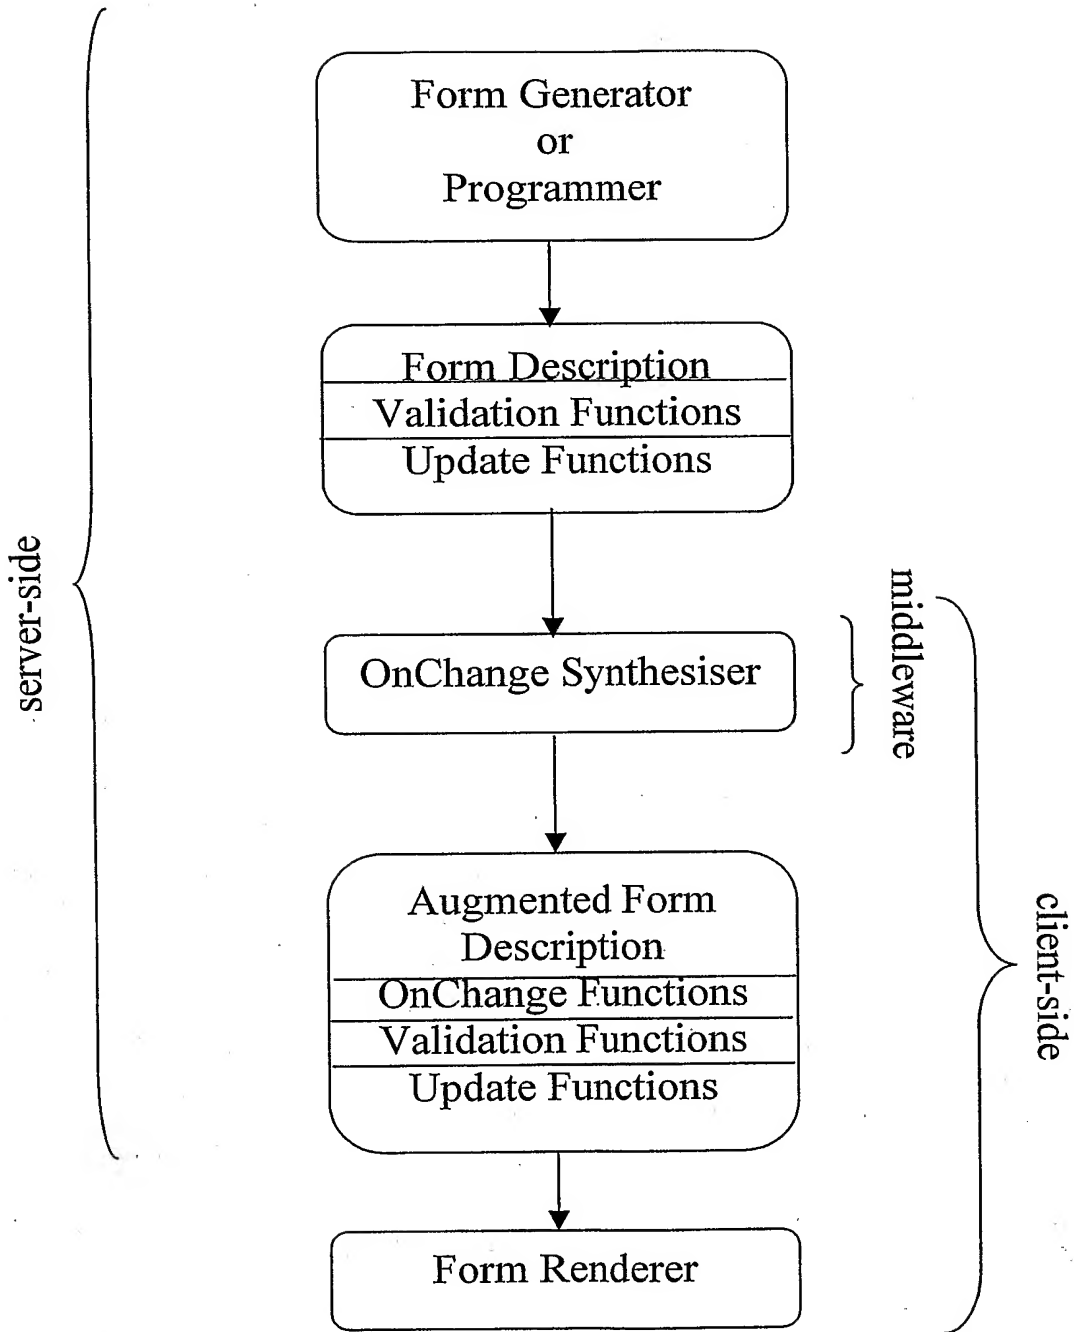 Form Generator
or
Programmer
Form Description
Validation Functions
Update Functions
server-side
middleware
OnChange Synthesiser
client-side
Augmented Form
Description
OnChange Functions
Validation Functions
Update Functions
Form Renderer